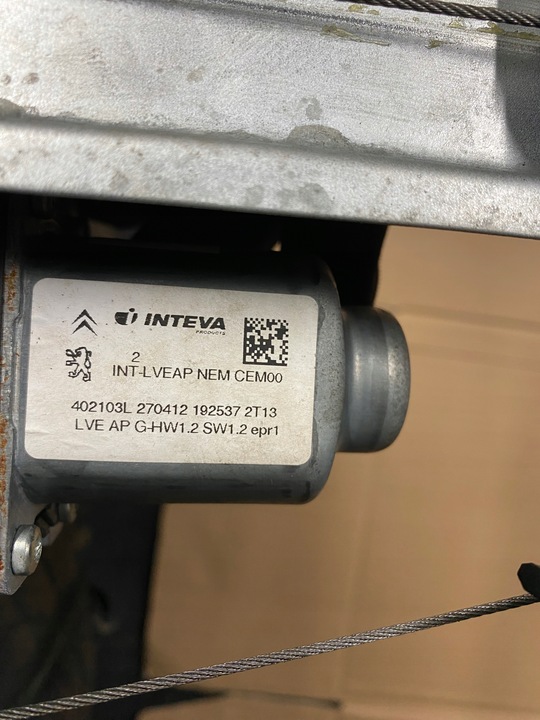 INTEVA
PRODUCTS
2
INT-LVEAP NEM CEM00
402103L 270412 192537 2T13
LVE AP G-HW1.2 SW1.2 epr1